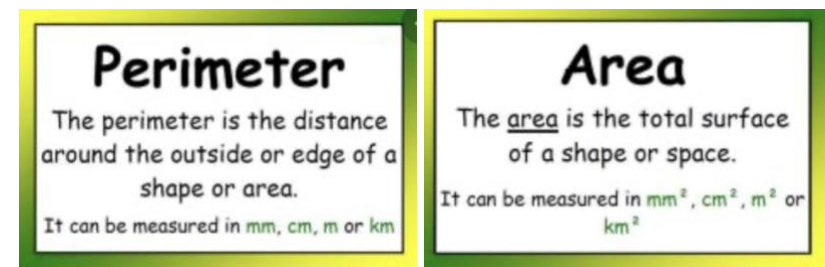 Perimeter
The perimeter is the distance
around the outside or edge of a
shape or area.
It can be measured in mm, cm, m or km
Area
The area is the total surface
of a shape or space.
It can be measured in mm², cm², m² or
km²